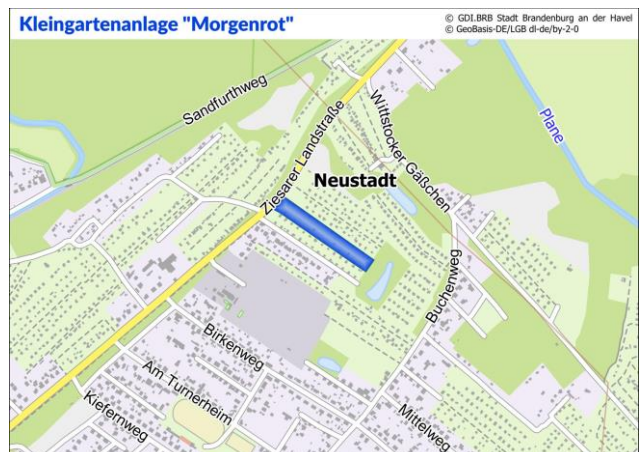 Kleingartenanlage "Morgenrot"
© GDI.BRB Stadt Brandenburg an der Havel
© GeoBasis-DE/LGB dl-de/by-2-0
Sandfurthweg
Ziesarer Landstraße
Wittstocker Gäßchen
Plane
Neustadt
Buchenweg
Birkenweg
Am Turnerheim
Kiefernweg
Mittelweg